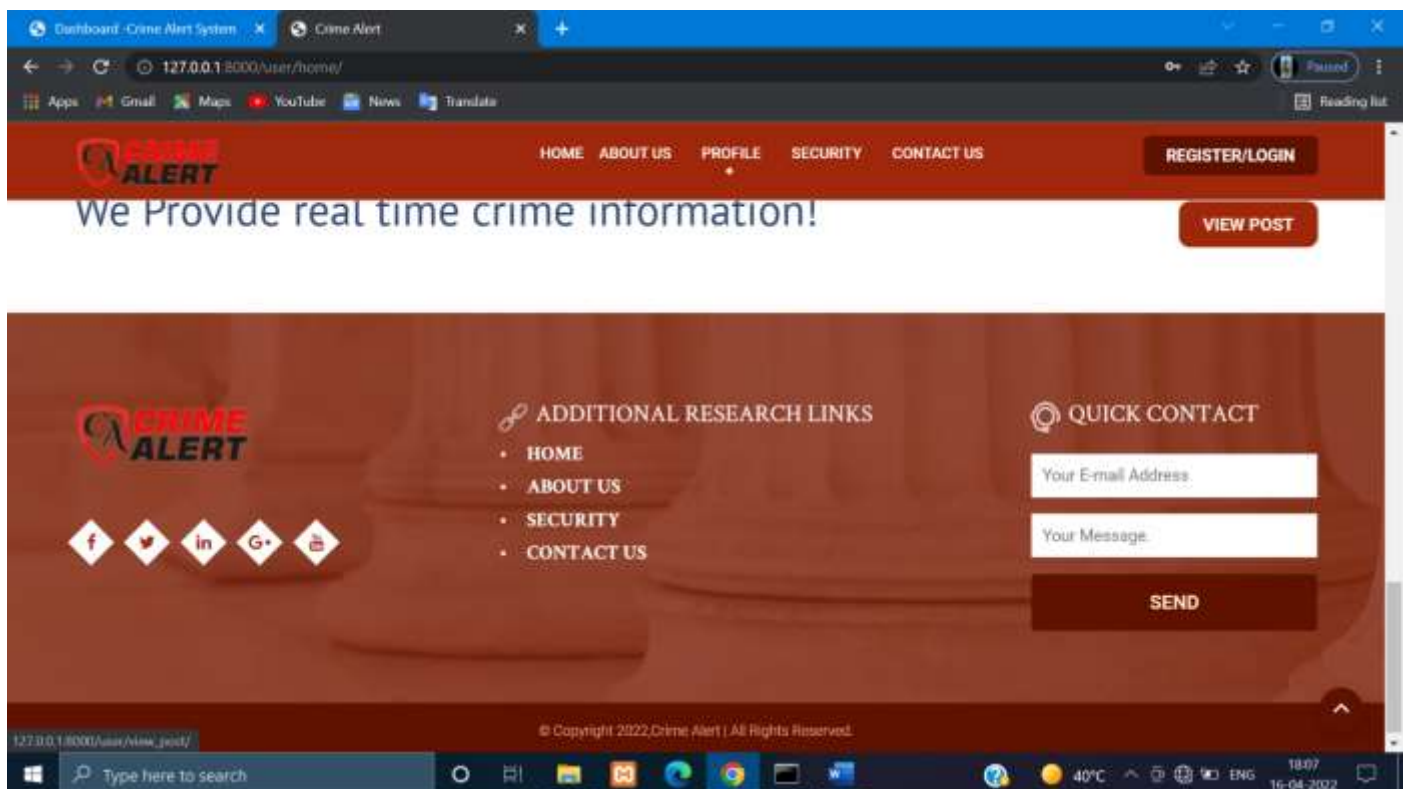 Dashboard -Crime Alert System
Crime Alert
127.0.0.1:8000/user/home/
Paused
Apps Gmail Maps YouTube News Translate Reading list
CRIME
ALERT
HOME ABOUT US PROFILE SECURITY CONTACT US REGISTER/LOGIN
We Provide real time crime information!
VIEW POST
CRIME
ALERT
ADDITIONAL RESEARCH LINKS
HOME
ABOUT US
SECURITY
CONTACT US
QUICK CONTACT
Your E-mail Address
Your Message.
SEND
© Copyright 2022,Crime Alert | All Rights Reserved.
127.0.0.1:8000/user/view_post/
Type here to search
40°C ENG 18:07
16-04-2022